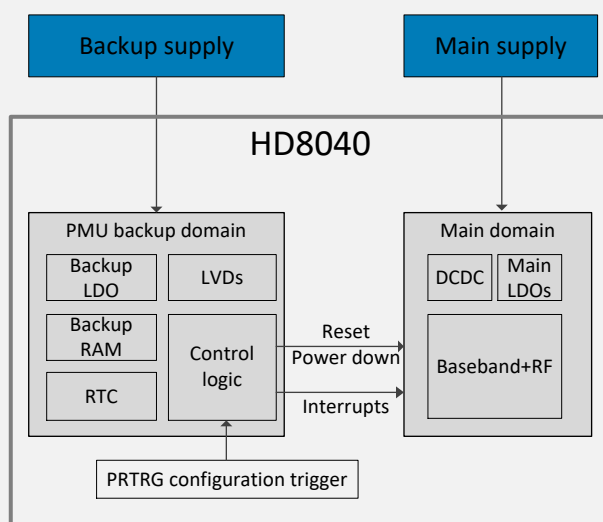 Backup supply
Main supply
HD8040
PMU backup domain
Main domain
Backup
LDO
LVDs
DCDC
Main
LDOs
Backup
RAM
Control
logic
RTC
Reset
Power down
Interrupts
Baseband+RF
PRTRG configuration trigger